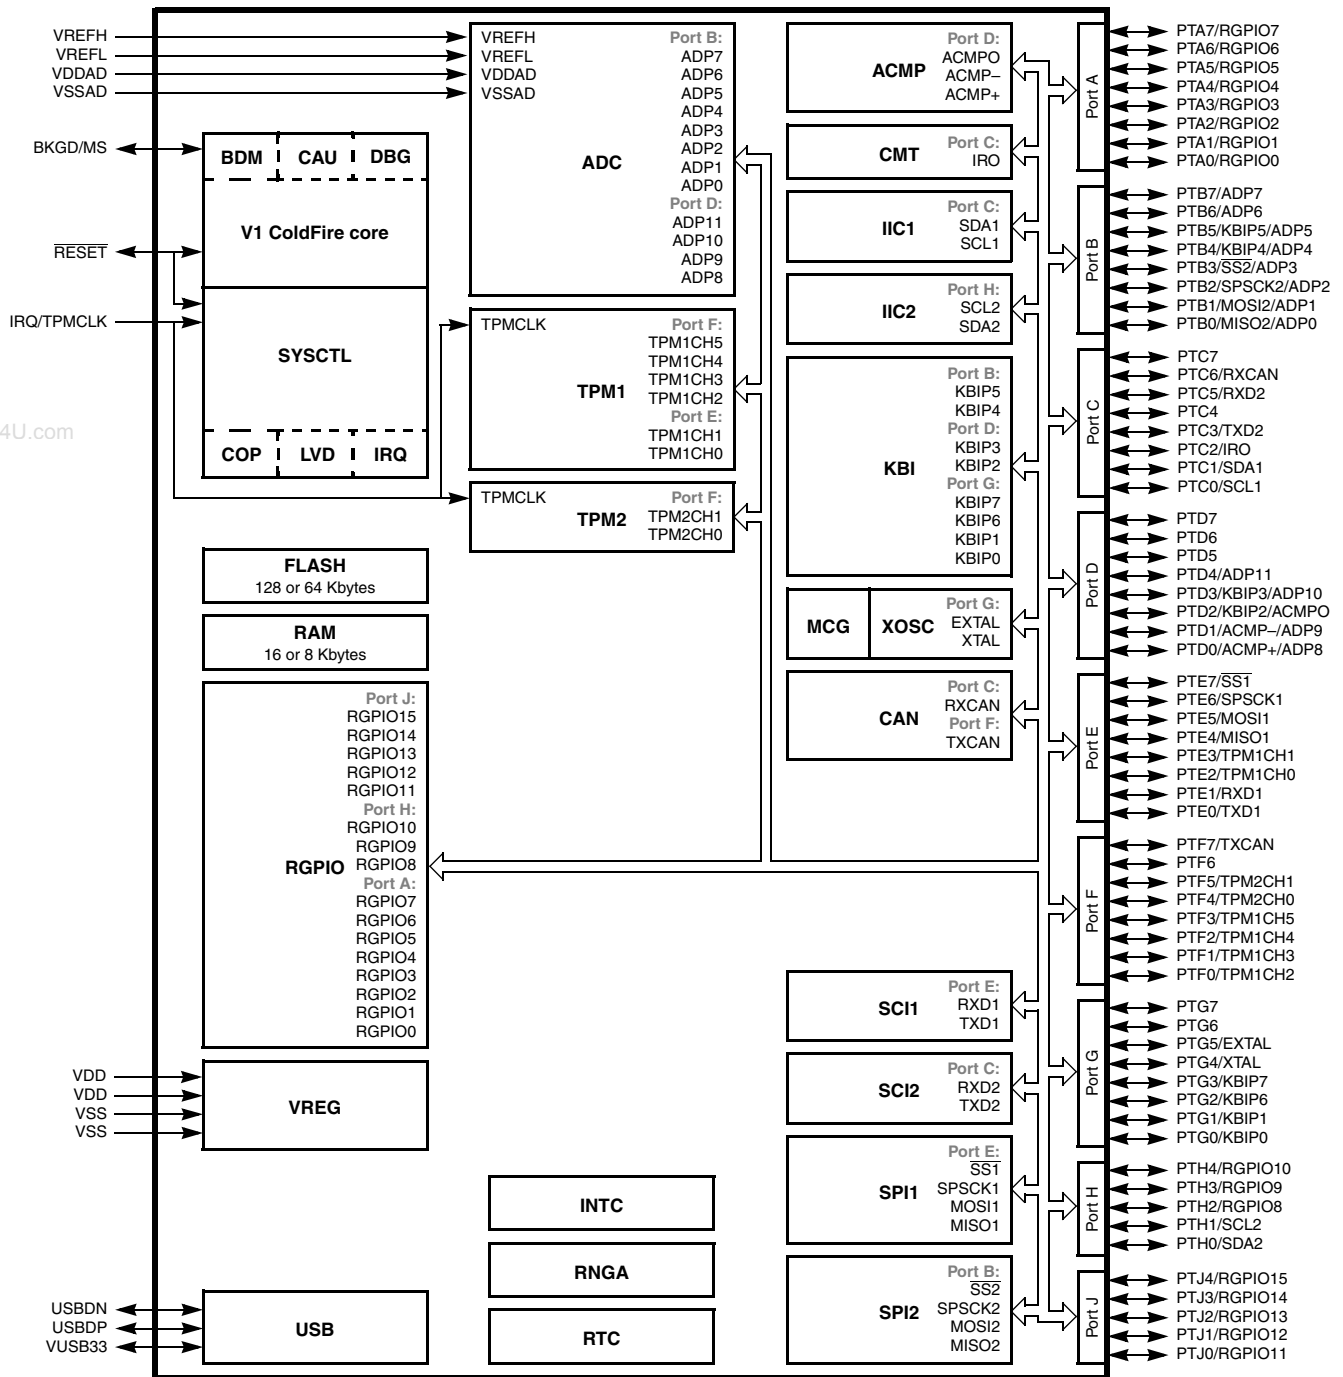 VREFH
VREFL
VDDAD
VSSAD
BKGD/MS
RESET
IRQ/TPMCLK
4U.com
VDD
VDD
VSS
VSS
USBDN
USBDP
VUSB33
BDM
CAU
DBG
V1 ColdFire core
SYSCTL
COP
LVD
IRQ
FLASH
128 or 64 Kbytes
RAM
16 or 8 Kbytes
RGPIO
Port J:
RGPIO15
RGPIO14
RGPIO13
RGPIO12
RGPIO11
Port H:
RGPIO10
RGPIO9
RGPIO8
Port A:
RGPIO7
RGPIO6
RGPIO5
RGPIO4
RGPIO3
RGPIO2
RGPIO1
RGPIO0
VREG
USB
VREFH
VREFL
VDDAD
VSSAD
ADC
Port B:
ADP7
ADP6
ADP5
ADP4
ADP3
ADP2
ADP1
ADP0
Port D:
ADP11
ADP10
ADP9
ADP8
TPMCLK
TPM1
Port F:
TPM1CH5
TPM1CH4
TPM1CH3
TPM1CH2
Port E:
TPM1CH1
TPM1CH0
TPMCLK
TPM2
Port F:
TPM2CH1
TPM2CH0
INTC
RNGA
RTC
ACMP
Port D:
ACMPO
ACMP–
ACMP+
CMT
Port C:
IRO
IIC1
Port C:
SDA1
SCL1
IIC2
Port H:
SCL2
SDA2
KBI
Port B:
KBIP5
KBIP4
Port D:
KBIP3
KBIP2
Port G:
KBIP7
KBIP6
KBIP1
KBIP0
MCG
XOSC
Port G:
EXTAL
XTAL
CAN
Port C:
RXCAN
Port F:
TXCAN
SCI1
Port E:
RXD1
TXD1
SCI2
Port C:
RXD2
TXD2
SPI1
Port E:
SS1
SPSCK1
MOSI1
MISO1
SPI2
Port B:
SS2
SPSCK2
MOSI2
MISO2
Port A
PTA7/RGPIO7
PTA6/RGPIO6
PTA5/RGPIO5
PTA4/RGPIO4
PTA3/RGPIO3
PTA2/RGPIO2
PTA1/RGPIO1
PTA0/RGPIO0
Port B
PTB7/ADP7
PTB6/ADP6
PTB5/KBIP5/ADP5
PTB4/KBIP4/ADP4
PTB3/SS2/ADP3
PTB2/SPSCK2/ADP2
PTB1/MOSI2/ADP1
PTB0/MISO2/ADP0
Port C
PTC7
PTC6/RXCAN
PTC5/RXD2
PTC4
PTC3/TXD2
PTC2/IRO
PTC1/SDA1
PTC0/SCL1
Port D
PTD7
PTD6
PTD5
PTD4/ADP11
PTD3/KBIP3/ADP10
PTD2/KBIP2/ACMPO
PTD1/ACMP–/ADP9
PTD0/ACMP+/ADP8
Port E
PTE7/SS1
PTE6/SPSCK1
PTE5/MOSI1
PTE4/MISO1
PTE3/TPM1CH1
PTE2/TPM1CH0
PTE1/RXD1
PTE0/TXD1
Port F
PTF7/TXCAN
PTF6
PTF5/TPM2CH1
PTF4/TPM2CH0
PTF3/TPM1CH5
PTF2/TPM1CH4
PTF1/TPM1CH3
PTF0/TPM1CH2
Port G
PTG7
PTG6
PTG5/EXTAL
PTG4/XTAL
PTG3/KBIP7
PTG2/KBIP6
PTG1/KBIP1
PTG0/KBIP0
Port H
PTH4/RGPIO10
PTH3/RGPIO9
PTH2/RGPIO8
PTH1/SCL2
PTH0/SDA2
Port J
PTJ4/RGPIO15
PTJ3/RGPIO14
PTJ2/RGPIO13
PTJ1/RGPIO12
PTJ0/RGPIO11